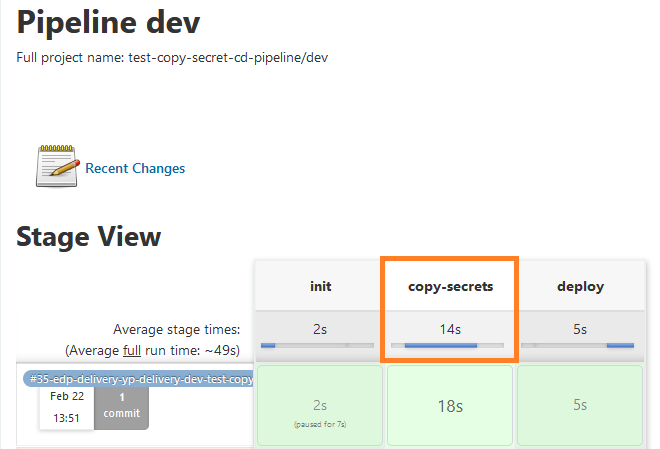 Pipeline dev
Full project name: test-copy-secret-cd-pipeline/dev
Recent Changes
Stage View
init copy-secrets deploy
Average stage times: 2s 14s 5s
(Average full run time: ~49s)
#35-edp-delivery-yp-delivery-dev-test-copy
Feb 22 1 2s 18s 5s
13:51 commit (paused for 7s)